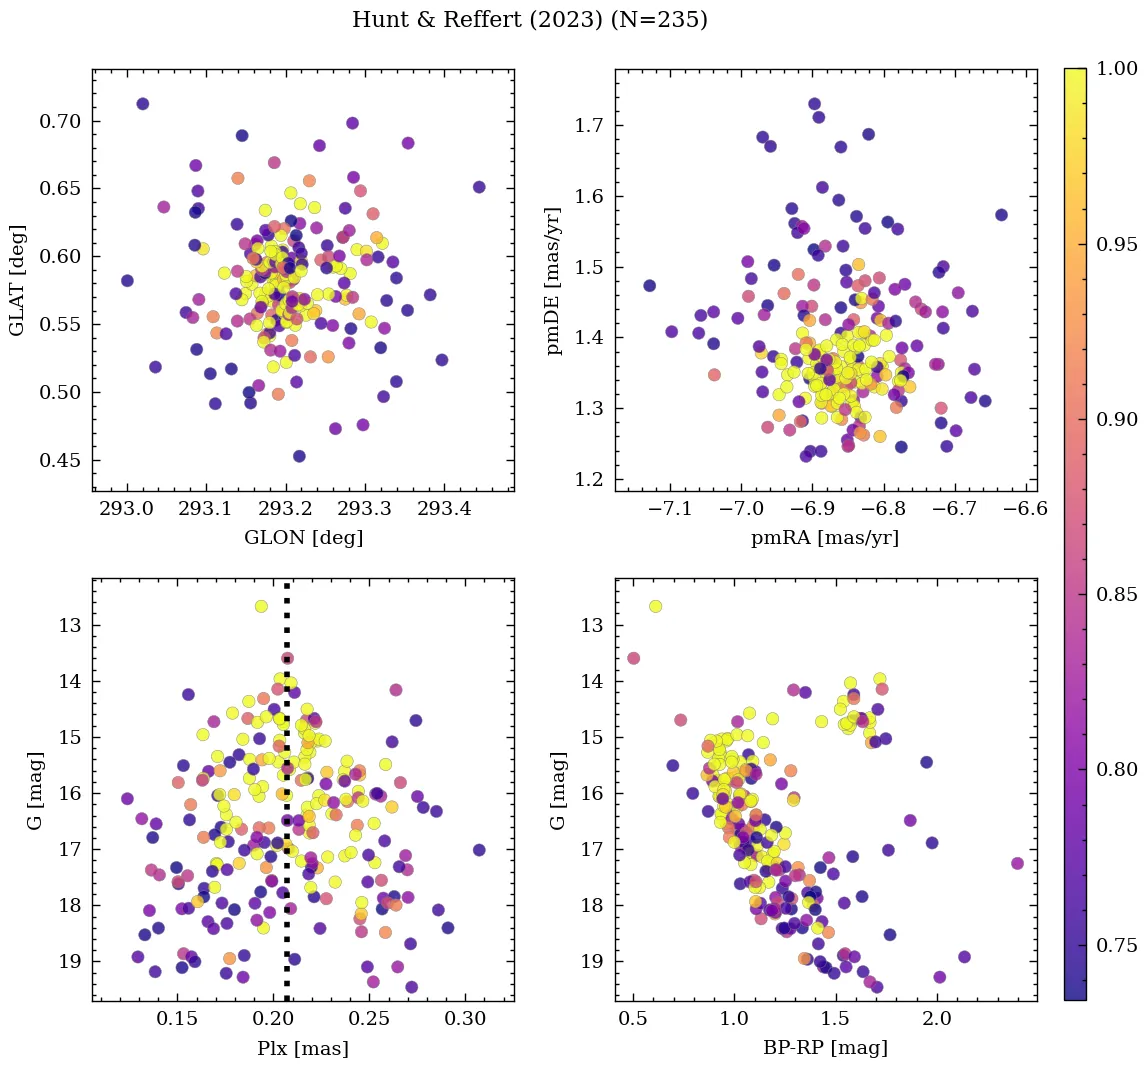 Hunt & Reffert (2023) (N=235)
0.70
0.65
0.60
0.55
0.50
0.45
GLAT [deg]
293.0 293.1 293.2 293.3 293.4
GLON [deg]
1.7
1.6
1.5
1.4
1.3
1.2
pmDE [mas/yr]
−7.1 −7.0 −6.9 −6.8 −6.7 −6.6
pmRA [mas/yr]
1.00
0.95
0.90
0.85
0.80
0.75
13
14
15
16
17
18
19
G [mag]
0.15 0.20 0.25 0.30
Plx [mas]
13
14
15
16
17
18
19
G [mag]
0.5 1.0 1.5 2.0
BP-RP [mag]